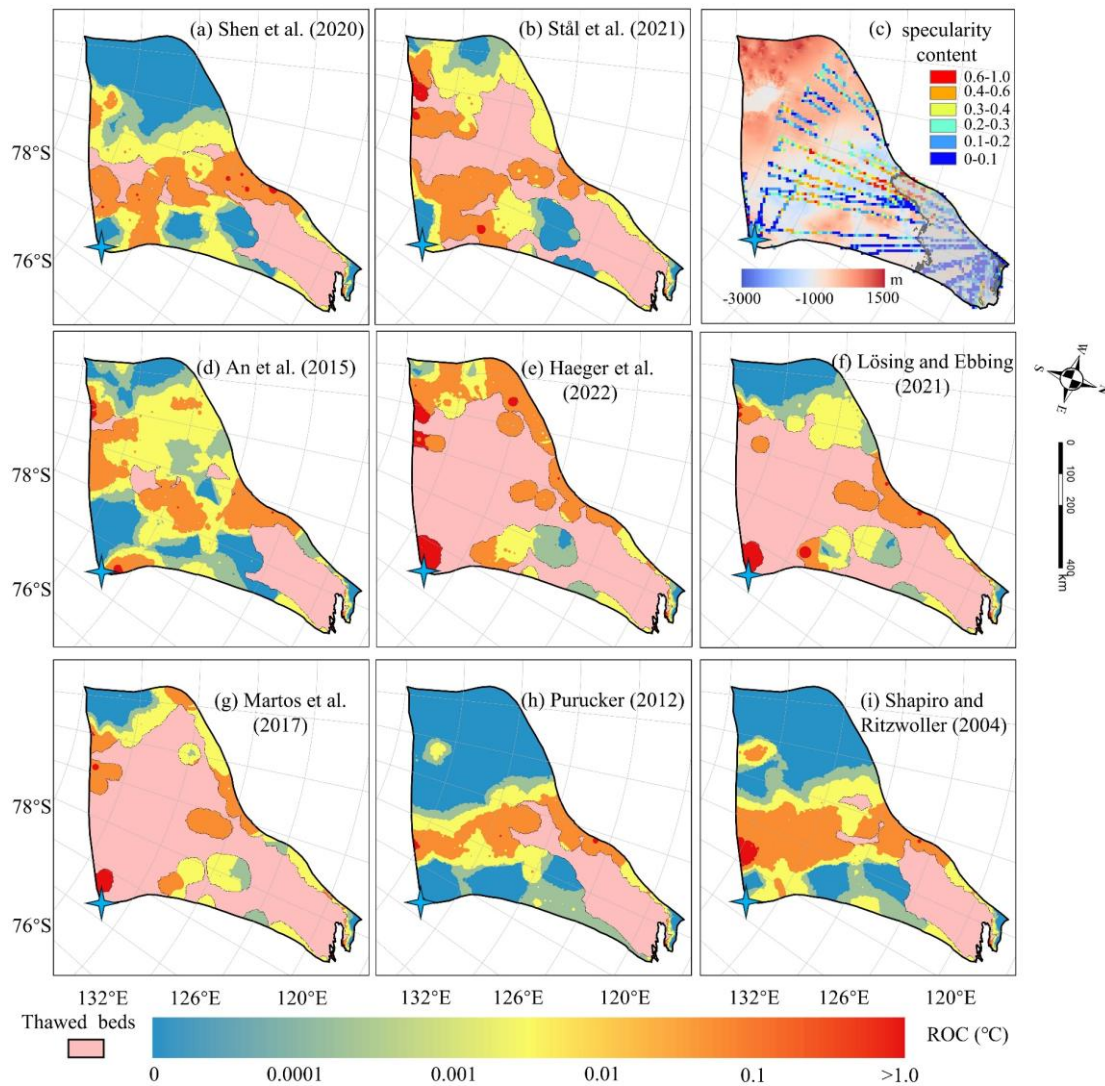 (a) Shen et al. (2020)
(b) Stål et al. (2021)
(c) specularity
content
0.6-1.0
0.4-0.6
0.3-0.4
0.2-0.3
0.1-0.2
0-0.1
78°S
76°S
-3000
-1000
1500
m
(d) An et al. (2015)
(e) Haeger et al.
(2022)
(f) Lösing and Ebbing
(2021)
78°S
76°S
W
S
N
E
0
100
200
400
km
(g) Martos et al.
(2017)
(h) Purucker (2012)
(i) Shapiro and
Ritzwoller (2004)
78°S
76°S
132°E
126°E
120°E
132°E
126°E
120°E
132°E
126°E
120°E
Thawed beds
ROC (°C)
0
0.0001
0.001
0.01
0.1
>1.0